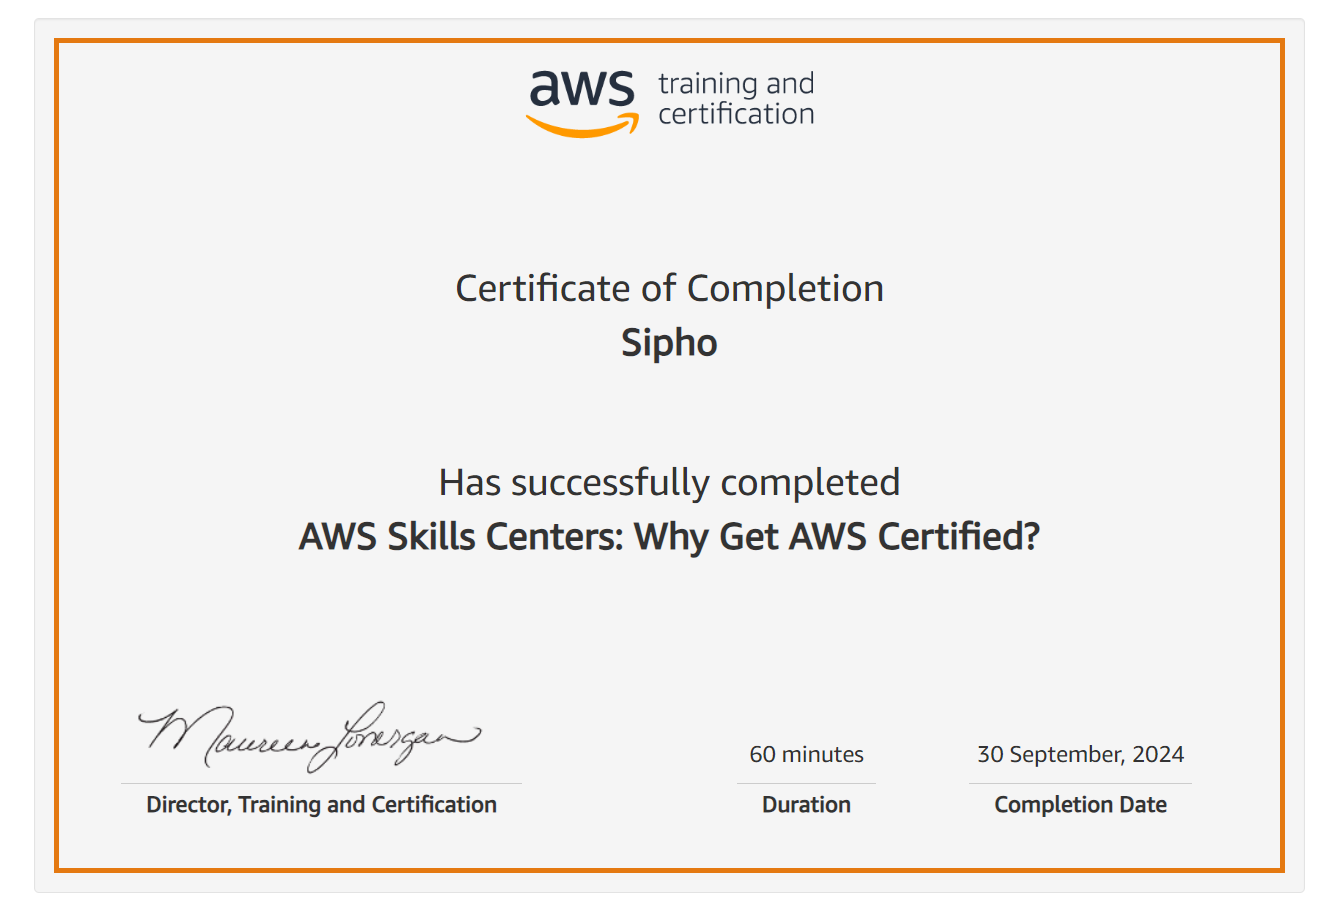 aws training and
certification
Certificate of Completion
Sipho
Has successfully completed
AWS Skills Centers: Why Get AWS Certified?
Maureen Lonergan
60 minutes
30 September, 2024
Director, Training and Certification
Duration
Completion Date